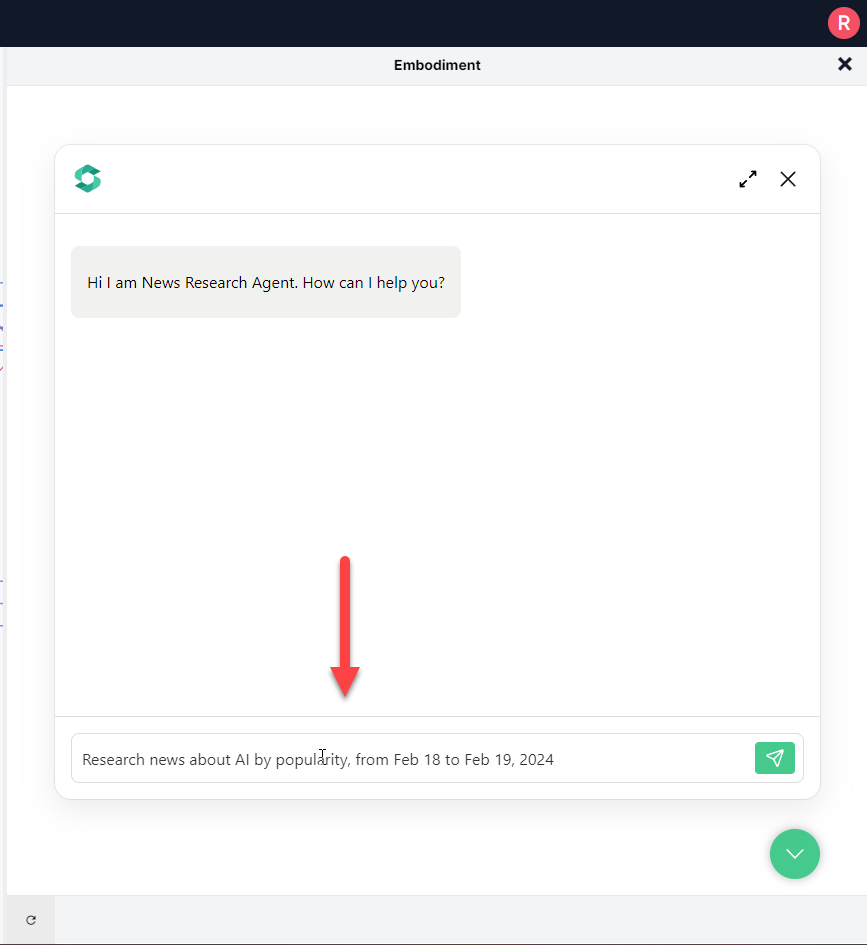 R
Embodiment
Hi I am News Research Agent. How can I help you?
Research news about AI by popularity, from Feb 18 to Feb 19, 2024